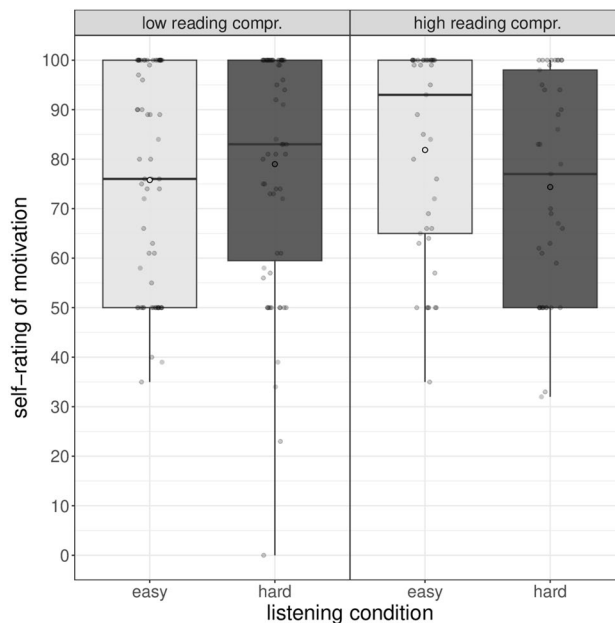 low reading compr.
high reading compr.
self-rating of motivation
100
90
80
70
60
50
40
30
20
10
0
easy
hard
easy
hard
listening condition